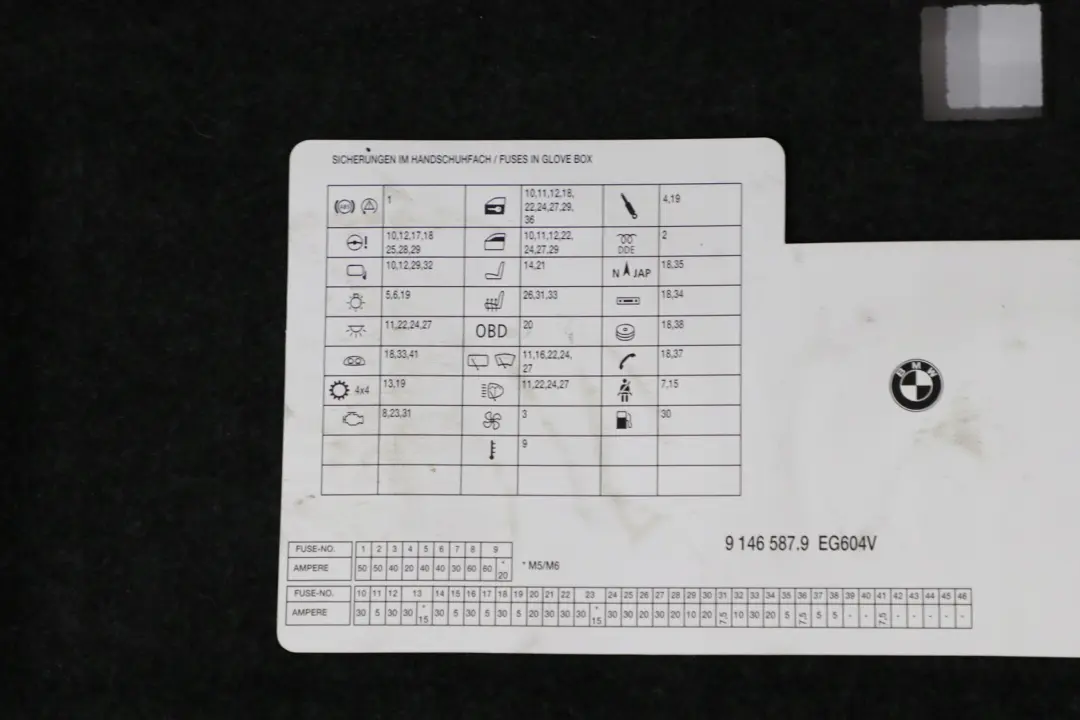 SICHERUNGEN IM HANDSCHUHFACH / FUSES IN GLOVE BOX
ABS 1
10,11,12,18,
22,24,27,29,
36
4,19
!
10,12,17,18
25,28,29
10,11,12,22,
24,27,29
DDE
2
10,12,29,32
14,21
N JAP 18,35
5,6,19
26,31,33
18,34
11,22,24,27
OBD 20
18,38
18,33,41
11,16,22,24,
27
18,37
4x4 13,19
11,22,24,27
7,15
8,23,31
3
30
9
BMW
9 146 587.9 EG604V
FUSE-NO. 1 2 3 4 5 6 7 8 9
AMPERE 50 50 40 20 40 40 30 60 60 * 20
* M5/M6
FUSE-NO. 10 11 12 13 14 15 16 17 18 19 20 21 22 23 24 25 26 27 28 29 30 31 32 33 34 35 36 37 38 39 40 41 42 43 44 45 46
AMPERE 30 5 30 30 * 15 30 5 30 5 30 5 20 30 30 30 * 15 30 30 20 30 20 10 20 7,5 10 30 20 5 7,5 5 5 - - 7,5 - - - - -